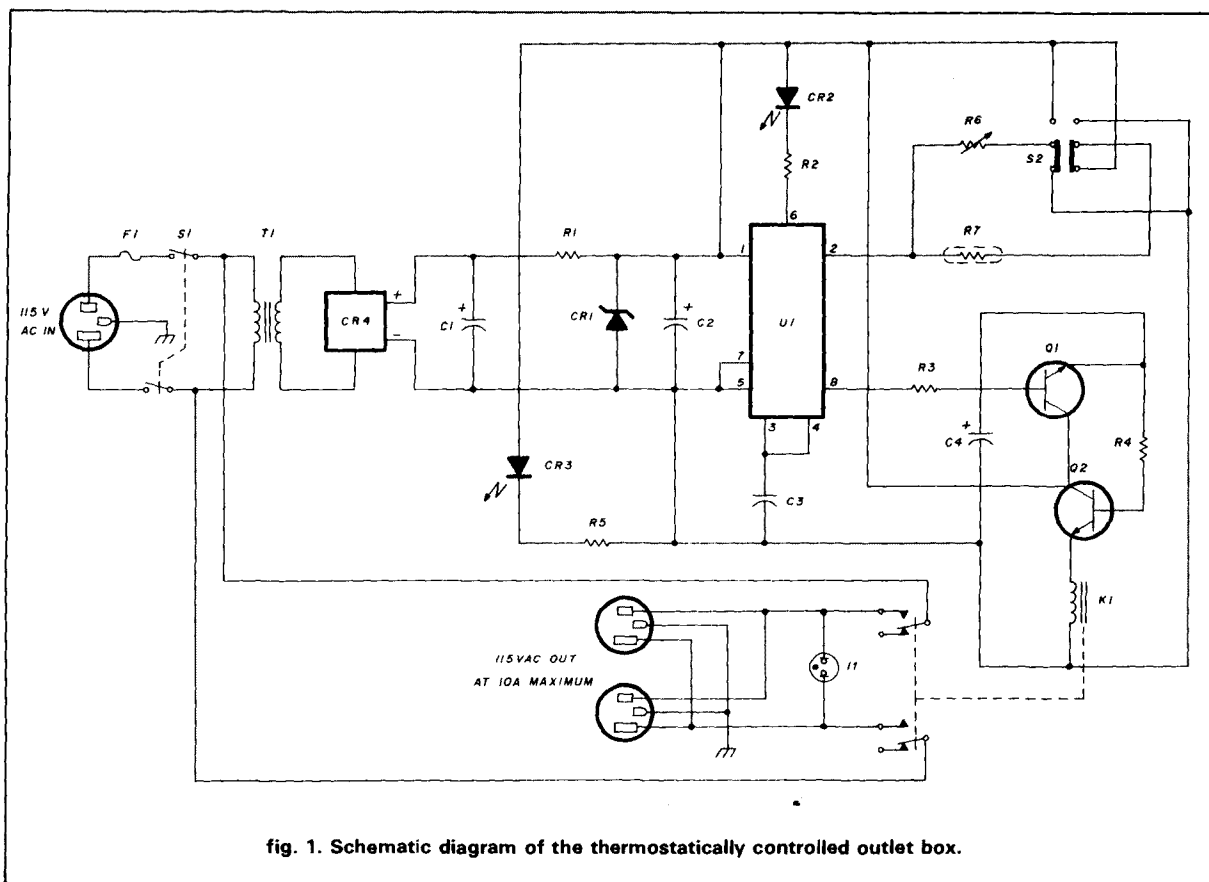 CR2
R2
R6
S2
R7
F1
S1
T1
R1
115V
AC IN
CR4
+
-
+
C1
CR1
+
C2
1
6
2
U1
7
5
8
3
4
R3
Q1
+
C4
R4
Q2
CR3
C3
R5
K1
115VAC OUT
AT 10A MAXIMUM
I1
fig. 1. Schematic diagram of the thermostatically controlled outlet box.